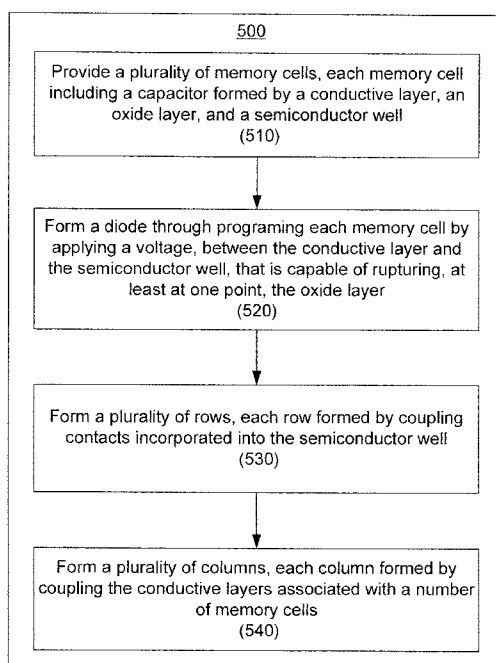 500
Provide a plurality of memory cells, each memory cell
including a capacitor formed by a conductive layer, an
oxide layer, and a semiconductor well
(510)
Form a diode through programing each memory cell by
applying a voltage, between the conductive layer and
the semiconductor well, that is capable of rupturing, at
least at one point, the oxide layer
(520)
Form a plurality of rows, each row formed by coupling
contacts incorporated into the semiconductor well
(530)
Form a plurality of columns, each column formed by
coupling the conductive layers associated with a number
of memory cells
(540)